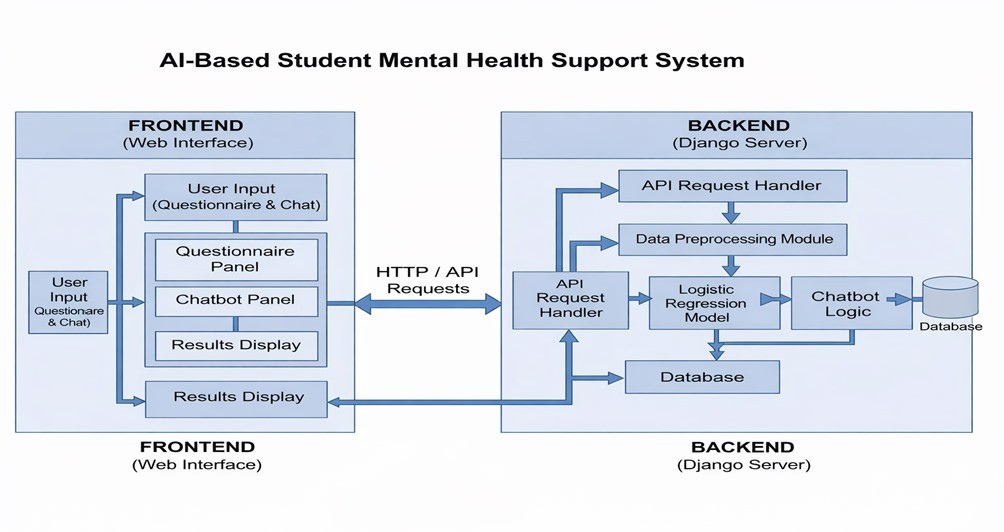 AI-Based Student Mental Health Support System
FRONTEND
(Web Interface)
User Input
(Questionnaire & Chat)
Questionnaire
Panel
Chatbot Panel
Results Display
User
Input
Questionare
& Chat)
Results Display
FRONTEND
(Web Interface)
HTTP / API
Requests
BACKEND
(Django Server)
API Request Handler
Data Preprocessing Module
API
Request
Handler
Logistic
Regression
Model
Chatbot
Logic
Database
Database
BACKEND
(Django Server)